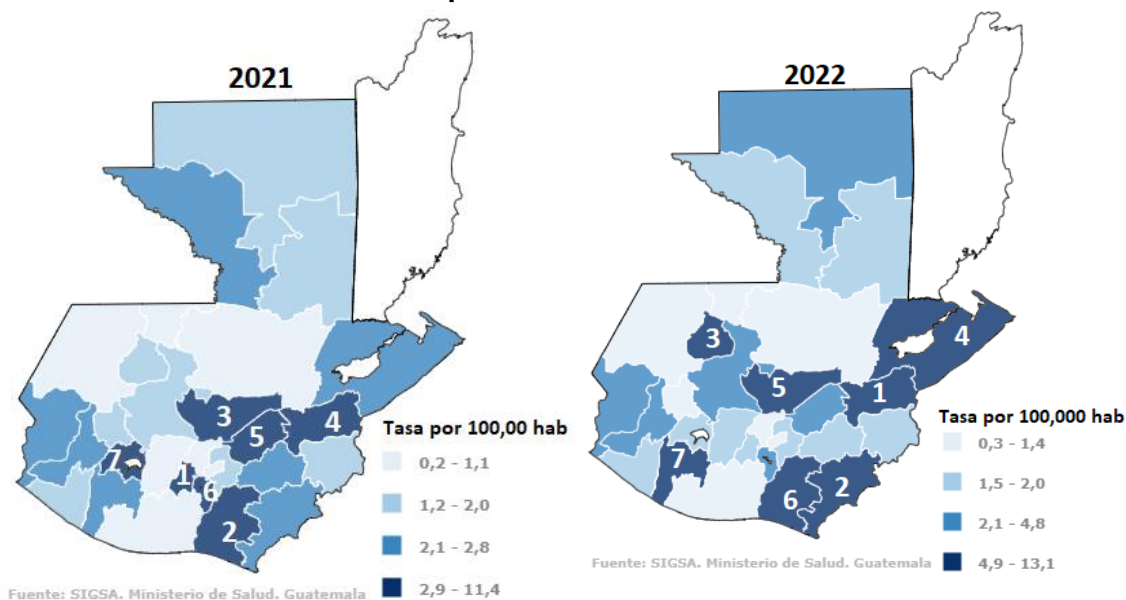 2021
3
4
5
7
1
6
2
Tasa por 100,00 hab
0,2 - 1,1
1,2 - 2,0
2,1 - 2,8
2,9 - 11,4
Fuente: SIGSA. Ministerio de Salud. Guatemala
2022
3
4
5
1
7
2
6
Tasa por 100,000 hab
0,3 - 1,4
1,5 - 2,0
2,1 - 4,8
4,9 - 13,1
Fuente: SIGSA. Ministerio de Salud. Guatemala